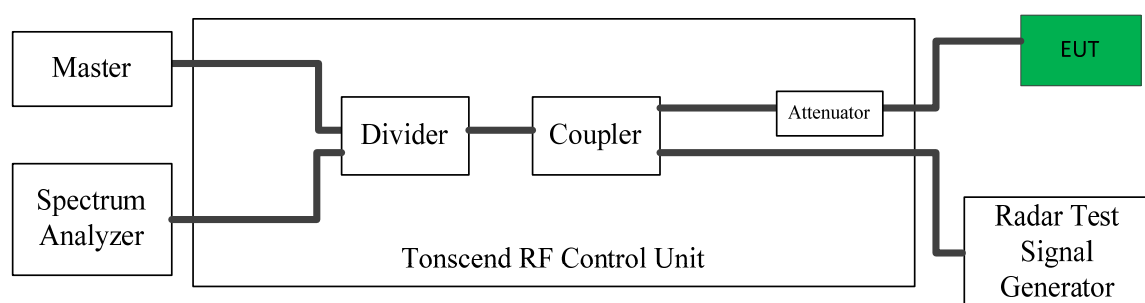 Master
EUT
Divider
Coupler
Attenuator
Spectrum
Analyzer
Tonscend RF Control Unit
Radar Test
Signal
Generator